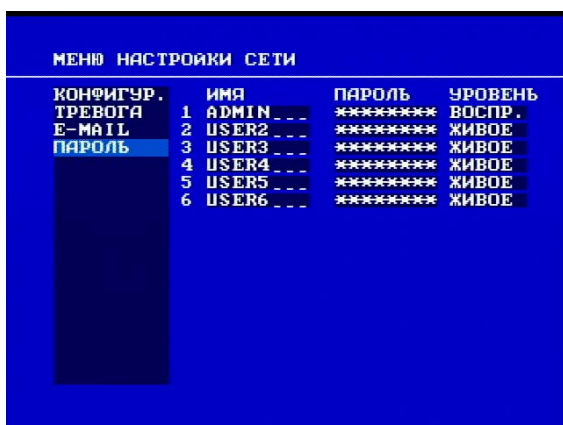 МЕНЮ НАСТРОЙКИ СЕТИ
КОНФИГУР. ИМЯ ПАРОЛЬ УРОВЕНЬ
ТРЕВОГА 1 ADMIN___ ******** ВОСПР.
E-MAIL 2 USER2___ ******** ЖИВОЕ
ПАРОЛЬ 3 USER3___ ******** ЖИВОЕ
4 USER4___ ******** ЖИВОЕ
5 USER5___ ******** ЖИВОЕ
6 USER6___ ******** ЖИВОЕ